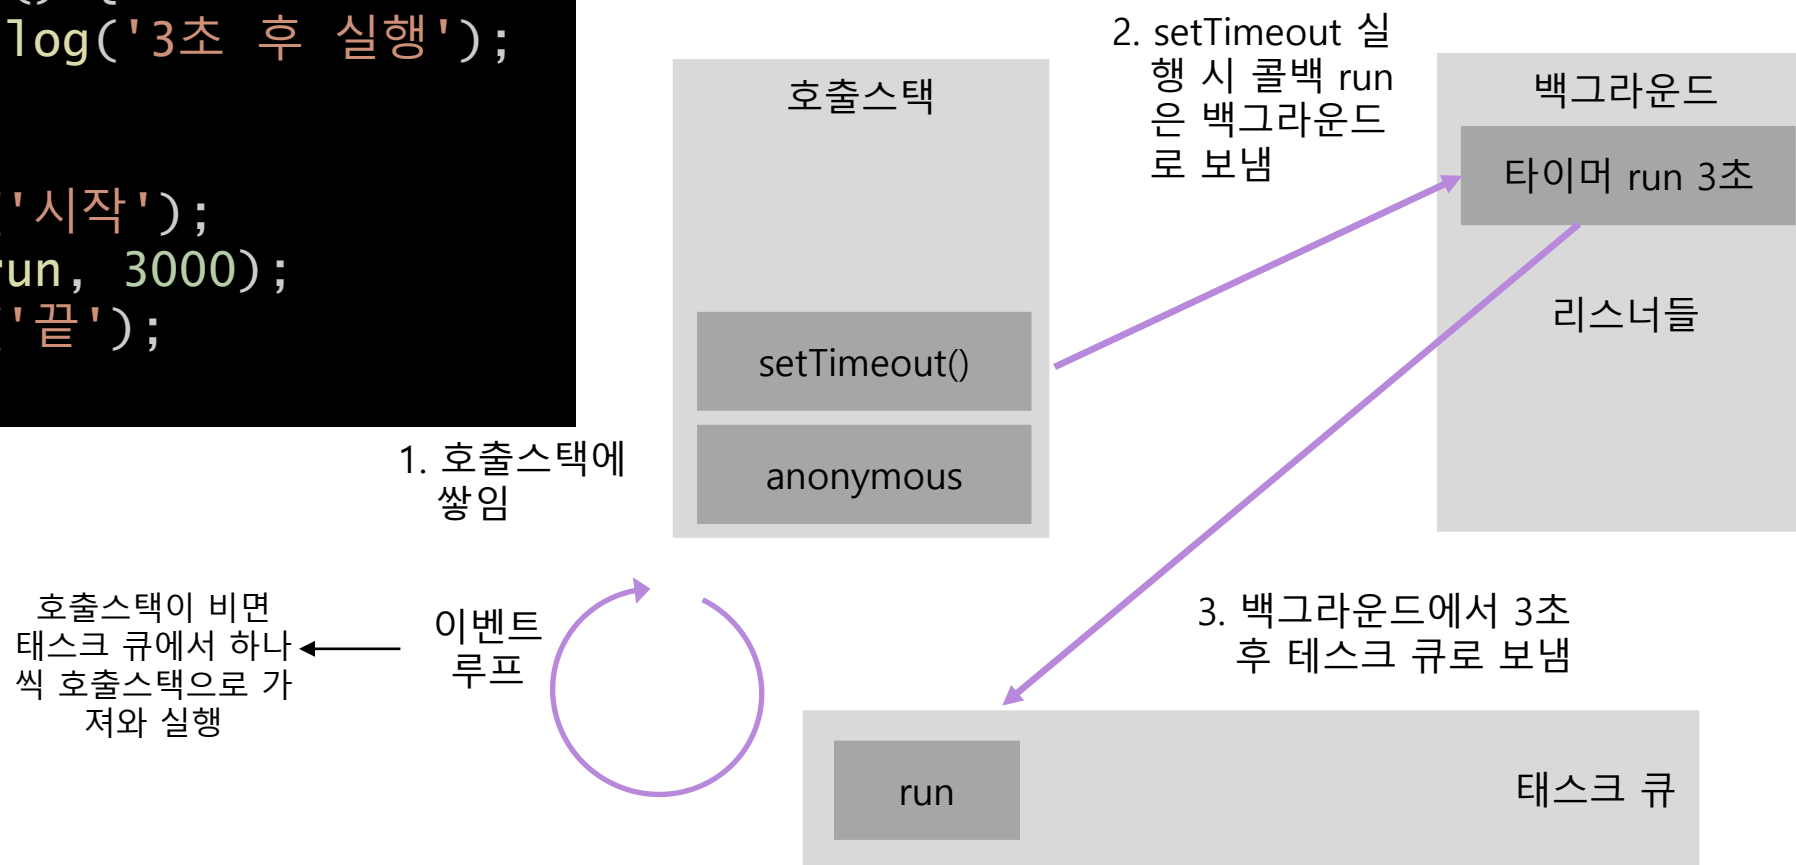 () {
log('3초 후 실행');
('시작');
run, 3000);
('끝');
호출스택
setTimeout()
anonymous
1. 호출스택에
쌓임
2. setTimeout 실
행 시 콜백 run
은 백그라운드
로 보냄
백그라운드
타이머 run 3초
리스너들
3. 백그라운드에서 3초
후 테스크 큐로 보냄
이벤트
루프
호출스택이 비면
태스크 큐에서 하나
씩 호출스택으로 가
져와 실행
run
태스크 큐